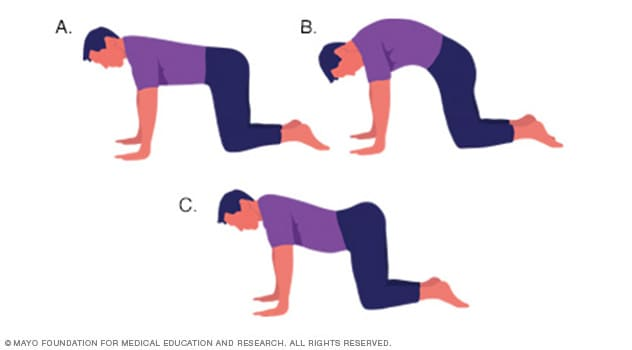 A.
B.
C.
© MAYO FOUNDATION FOR MEDICAL EDUCATION AND RESEARCH. ALL RIGHTS RESERVED.